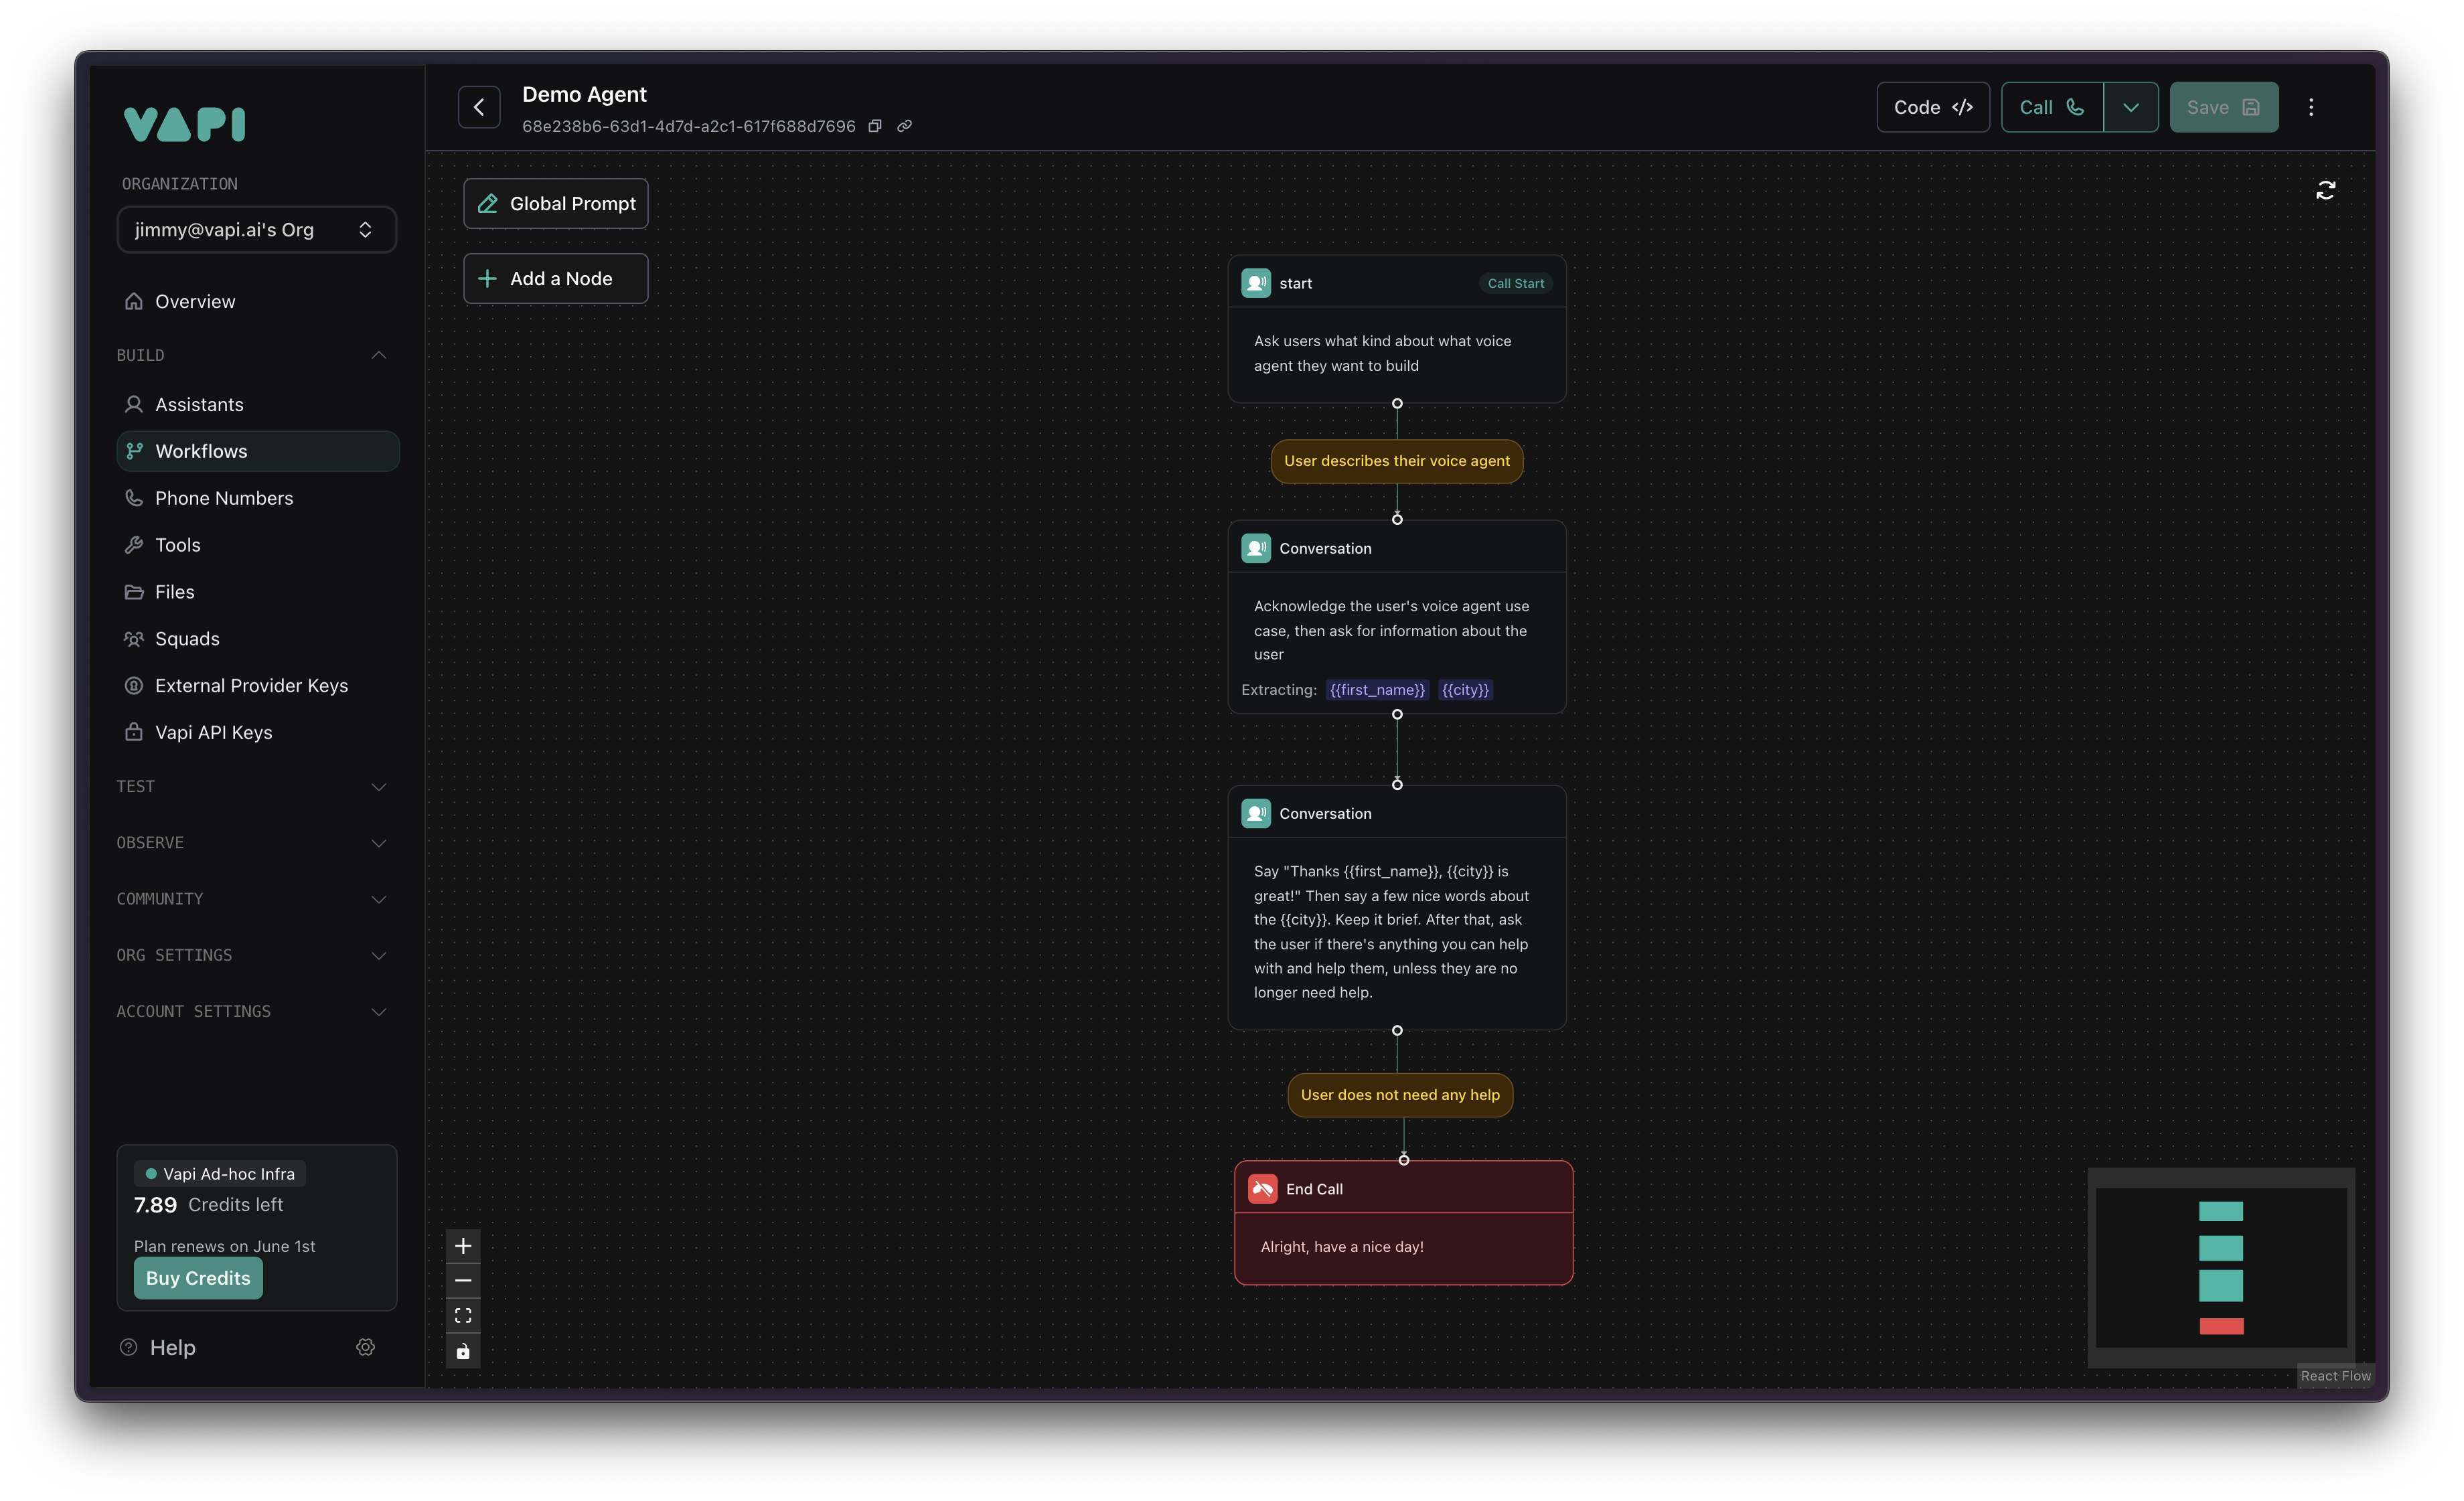 VAPI
ORGANIZATION
jimmy@vapi.ai's Org
Overview
BUILD
Assistants
Workflows
Phone Numbers
Tools
Files
Squads
External Provider Keys
Vapi API Keys
TEST
OBSERVE
COMMUNITY
ORG SETTINGS
ACCOUNT SETTINGS
Vapi Ad-hoc Infra
7.89 Credits left
Plan renews on June 1st
Buy Credits
Help
Demo Agent
68e238b6-63d1-4d7d-a2c1-617f688d7696
Code </>
Call
Save
Global Prompt
Add a Node
start
Call Start
Ask users what kind about what voice
agent they want to build
User describes their voice agent
Conversation
Acknowledge the user's voice agent use
case, then ask for information about the
user
Extracting: {{first_name}} {{city}}
Conversation
Say "Thanks {{first_name}}, {{city}} is
great!" Then say a few nice words about
the {{city}}. Keep it brief. After that, ask
the user if there's anything you can help
with and help them, unless they are no
longer need help.
User does not need any help
End Call
Alright, have a nice day!
React Flow